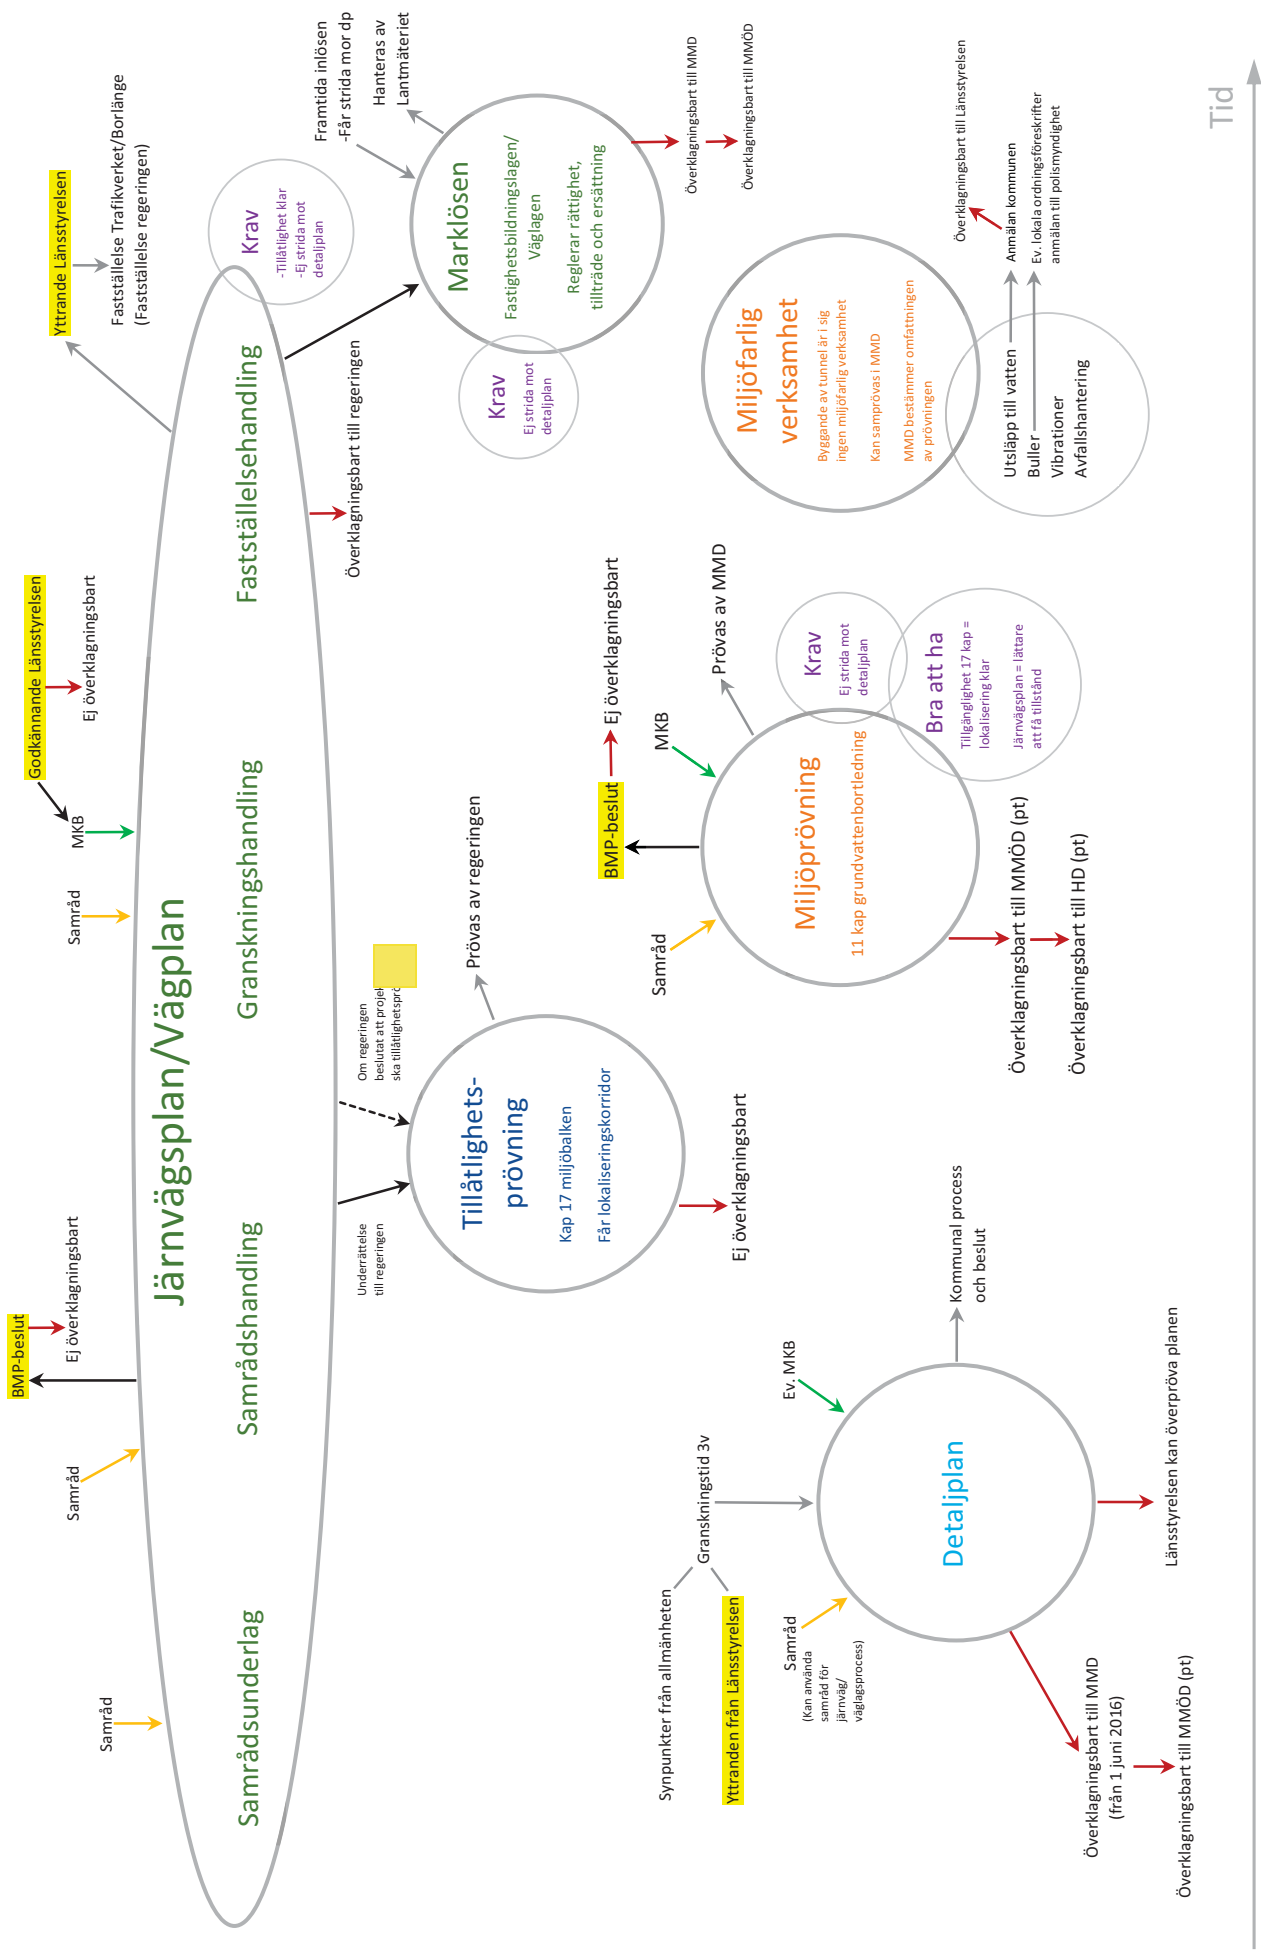 Järnvägsplan/Vägplan
Samrådsunderlag
Samrådshandling
Granskningshandling
Fastställelsehandling
Samråd
Samråd
BMP-beslut
Ej överklagningsbart
Samråd
MKB
Godkännande Länsstyrelsen
Ej överklagningsbart
Yttrande Länsstyrelsen
Fastställelse Trafikverket/Borlänge
(Fastställelse regeringen)
Krav
-Tillåtlighet klar
-Ej strida mot
detaljplan
Överklagningsbart till regeringen
Underrättelse
till regeringen
Om regeringen
beslutat att projek
ska tillåtlighetsprö
Tillåtlighets-
prövning
Kap 17 miljöbalken
Får lokaliseringskorridor
Prövas av regeringen
Ej överklagningsbart
Framtida inlösen
-Får strida mor dp
Hanteras av
Lantmäteriet
Marklösen
Fastighetsbildningslagen/
Väglagen
Reglerar rättighet,
tillträde och ersättning
Krav
Ej strida mot
detaljplan
Överklagningsbart till MMD
Överklagningsbart till MMÖD
Synpunkter från allmänheten
Yttranden från Länsstyrelsen
Granskningstid 3v
Samråd
(Kan använda
samråd för
järnväg/
väglagsprocess)
Ev. MKB
Detaljplan
Kommunal process
och beslut
Länsstyrelsen kan överpröva planen
Överklagningsbart till MMD
(från 1 juni 2016)
Överklagningsbart till MMÖD (pt)
Samråd
BMP-beslut
Ej överklagningsbart
MKB
Prövas av MMD
Miljöprövning
11 kap grundvattenbortledning
Krav
Ej strida mot
detaljplan
Bra att ha
Tillgänglighet 17 kap =
lokalisering klar
Järnvägsplan = lättare
att få tillstånd
Överklagningsbart till MMÖD (pt)
Överklagningsbart till HD (pt)
Miljöfarlig
verksamhet
Byggande av tunnel är i sig
ingen miljöfarlig verksamhet
Kan samprövas i MMD
MMD bestämmer omfattningen
av prövningen
Utsläpp till vatten
Buller
Vibrationer
Avfallshantering
Överklagningsbart till Länsstyrelsen
Anmälan kommunen
Ev. lokala ordningsföreskrifter
anmälan till polismyndighet
Tid